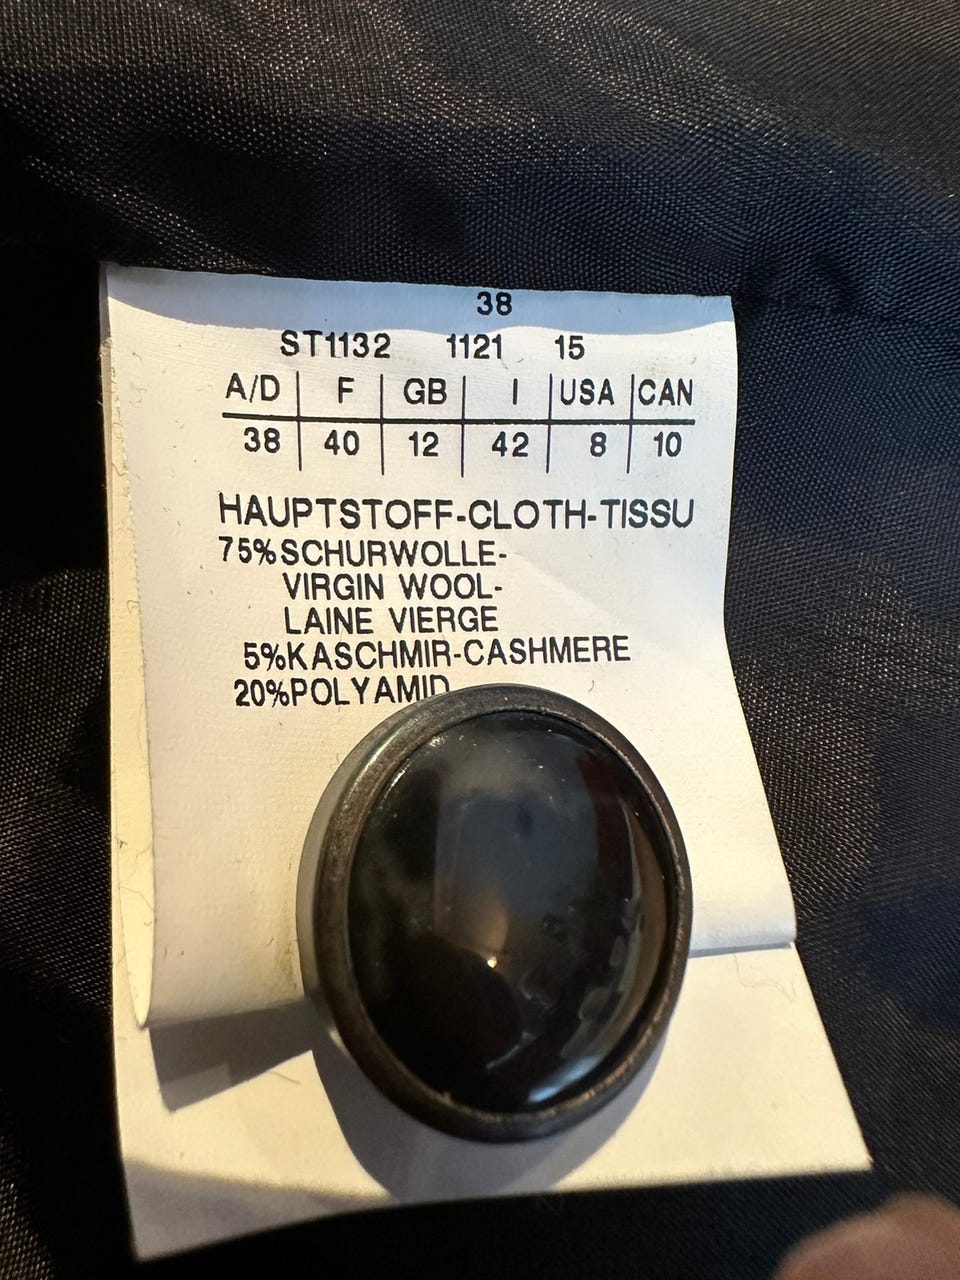 38
ST1132 1121 15
A/D F GB I USA CAN
38 40 12 42 8 10
HAUPTSTOFF-CLOTH-TISSU
75%SCHURWOLLE-
VIRGIN WOOL-
LAINE VIERGE
5%KASCHMIR-CASHMERE
20%POLYAMID